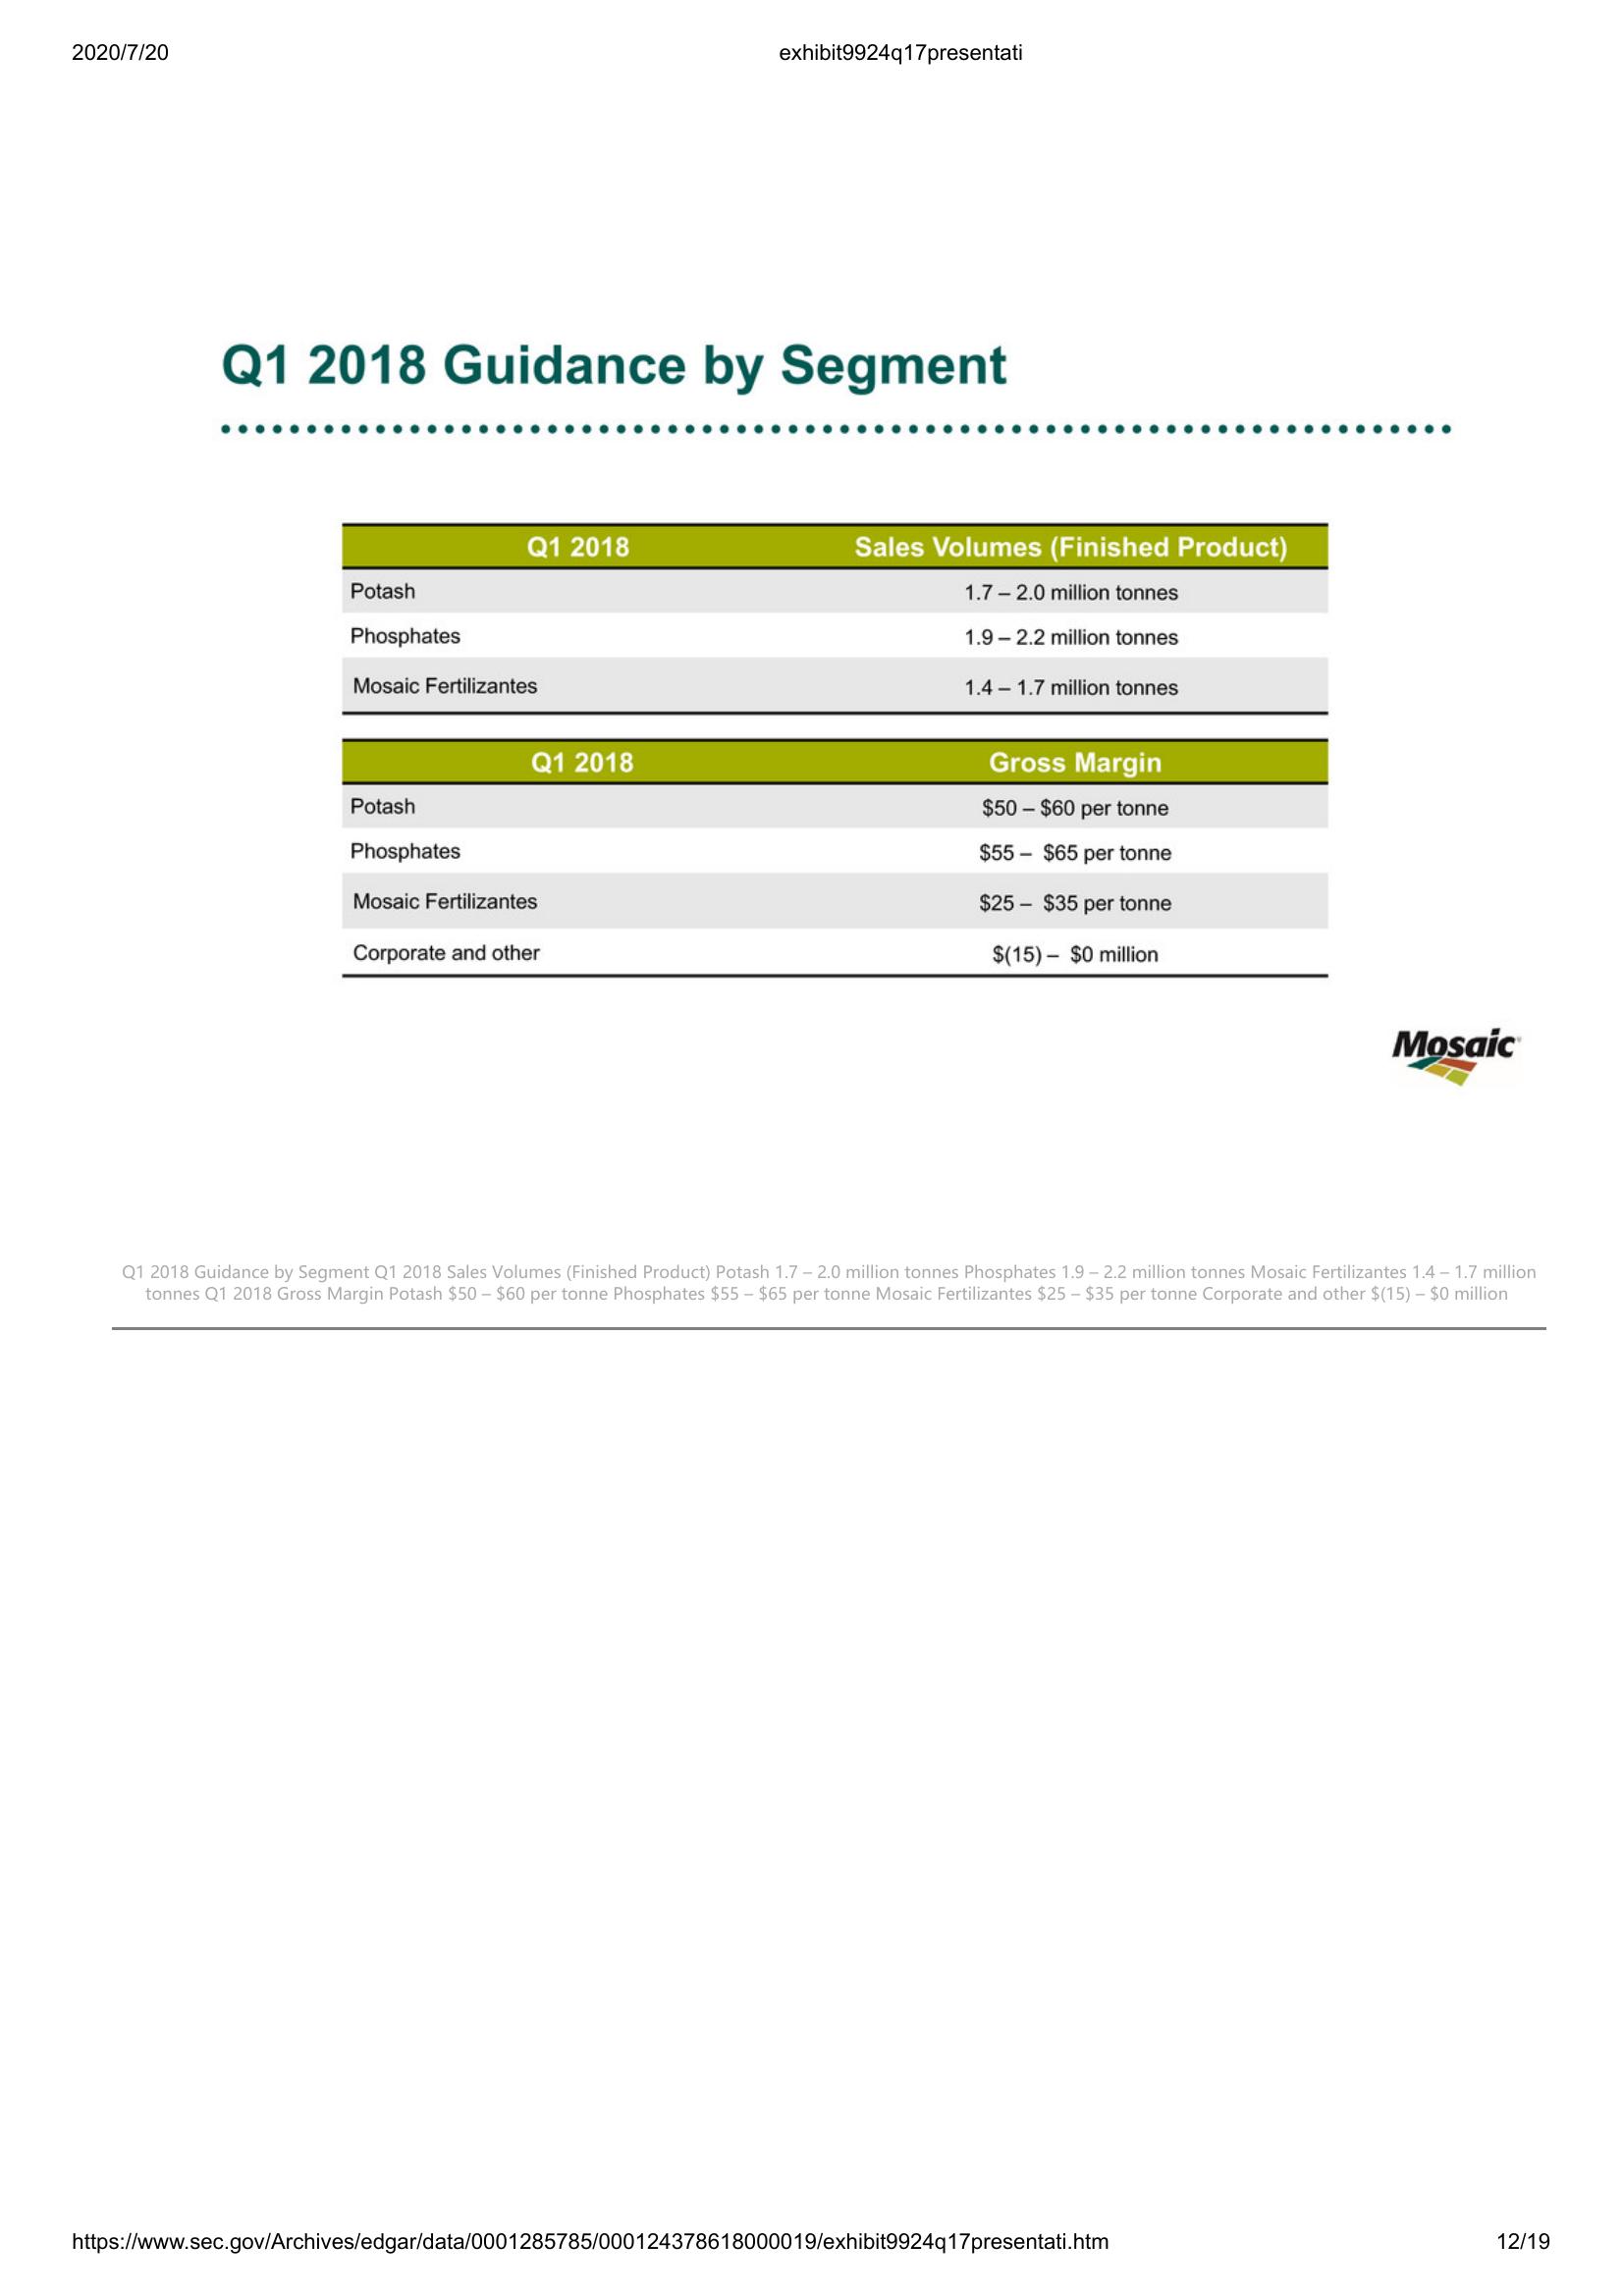 2020/7/20 exhibit9924q17presentati
Q1 2018 Guidance by Segment
Q1 2018 Sales Volumes (Finished Product)
Potash 1.7 – 2.0 million tonnes
Phosphates 1.9 – 2.2 million tonnes
Mosaic Fertilizantes 1.4 – 1.7 million tonnes
Q1 2018 Gross Margin
Potash $50 – $60 per tonne
Phosphates $55 – $65 per tonne
Mosaic Fertilizantes $25 – $35 per tonne
Corporate and other $(15) – $0 million
Mosaic
Q1 2018 Guidance by Segment Q1 2018 Sales Volumes (Finished Product) Potash 1.7 – 2.0 million tonnes Phosphates 1.9 – 2.2 million tonnes Mosaic Fertilizantes 1.4 – 1.7 million
tonnes Q1 2018 Gross Margin Potash $50 – $60 per tonne Phosphates $55 – $65 per tonne Mosaic Fertilizantes $25 – $35 per tonne Corporate and other $(15) – $0 million
https://www.sec.gov/Archives/edgar/data/0001285785/000124378618000019/exhibit9924q17presentati.htm 12/19